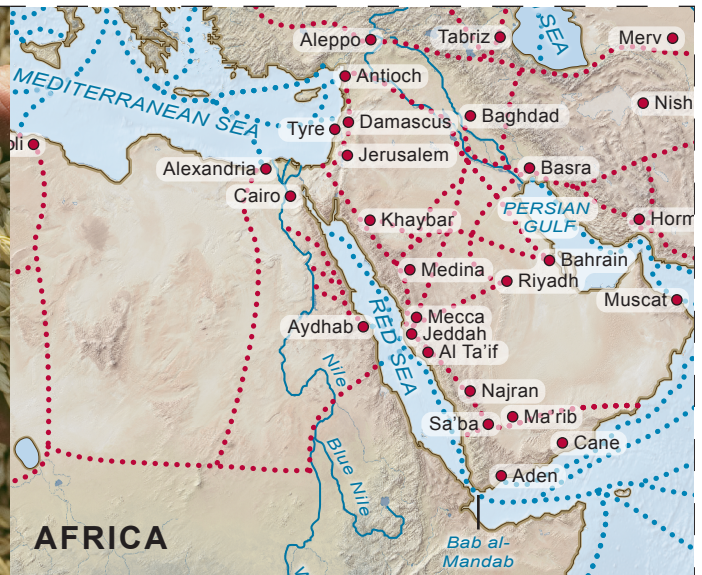 SEA
Aleppo
Tabriz
Merv
Antioch
MEDITERRANEAN SEA
Nish
Baghdad
Damascus
Tyre
oli
Jerusalem
Alexandria
Basra
Cairo
PERSIAN
GULF
Khaybar
Horm
Bahrain
Medina
Riyadh
Muscat
RED SEA
Mecca
Aydhab
Jeddah
Al Ta'if
Nile
Najran
Ma'rib
Sa'ba
Cane
Blue Nile
Aden
AFRICA
Bab al-
Mandab